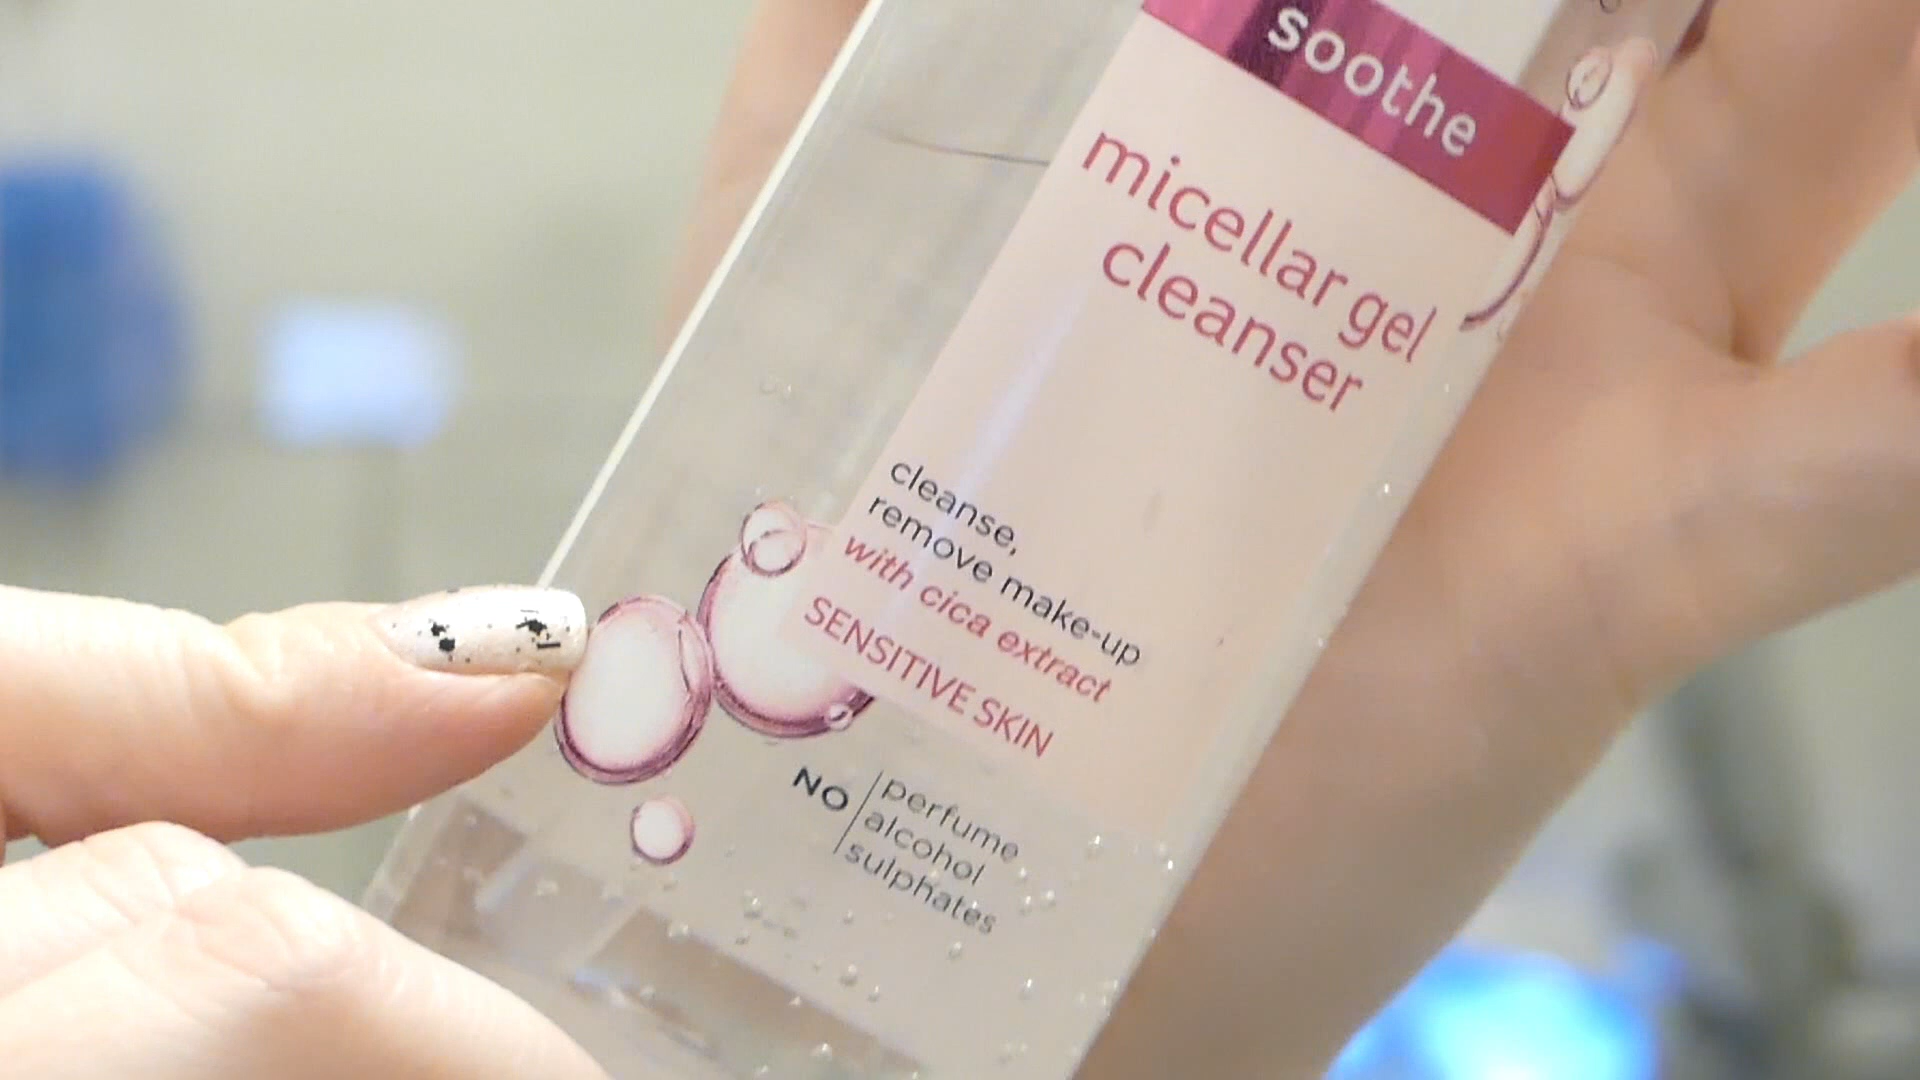 soothe
micellar gel
cleanser
cleanse,
remove make-up
with cica extract
SENSITIVE SKIN
NO
perfume
alcohol
sulphates